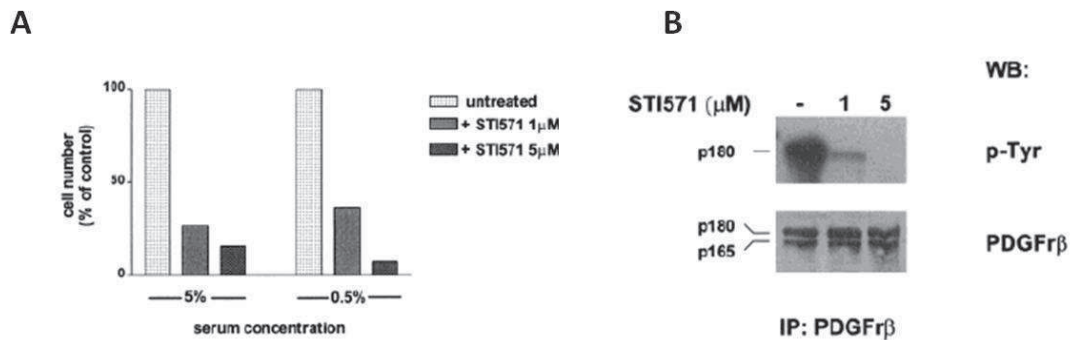 A
100
50
0
cell number
(% of control)
untreated
+ STI571 1μM
+ STI571 5μM
5%
0.5%
serum concentration
B
WB:
STI571 (μM) - 1 5
p180
p-Tyr
p180
p165
PDGFrβ
IP: PDGFrβ